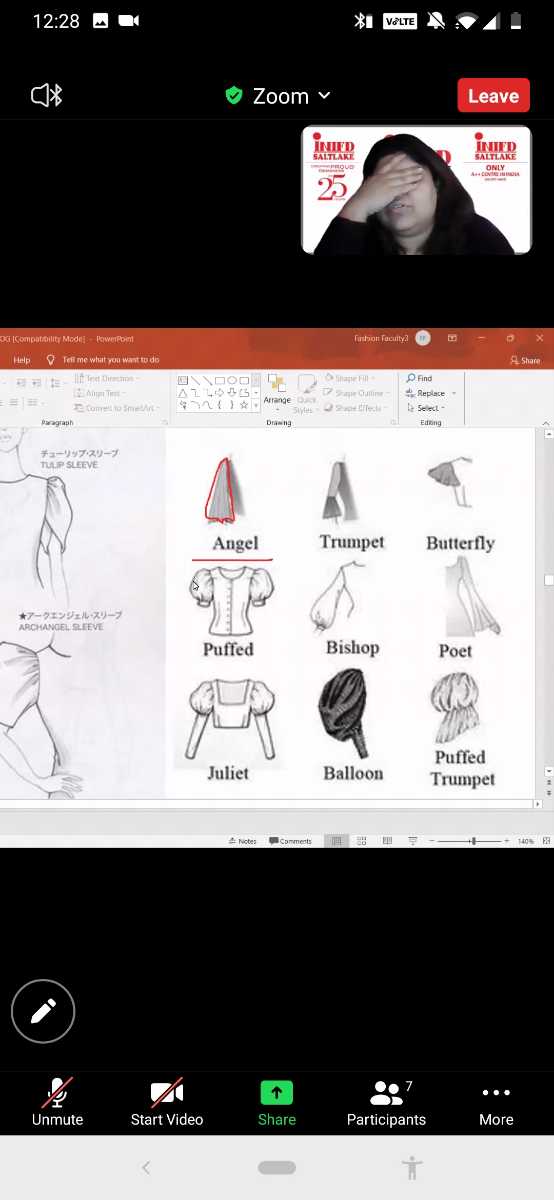 12:28
VoLTE
Zoom
Leave
INIFD
SALTLAKE
25
INIFD
SALTLAKE
ONLY
A++ CENTRE IN INDIA
OG [Compatibility Mode] - PowerPoint
Fashion Faculty3
FF
Help
Tell me what you want to do
Share
Text Direction
Align Text
Convert to SmartArt
Arrange
Quick
Styles
Shape Fill
Shape Outline
Shape Effects
Find
Replace
Select
Paragraph
Drawing
Editing
チューリップ・スリーブ
TULIP SLEEVE
★アークエンジェル・スリーブ
ARCHANGEL SLEEVE
Angel
Trumpet
Butterfly
Puffed
Bishop
Poet
Juliet
Balloon
Puffed
Trumpet
Notes
Comments
140%
Unmute
Start Video
Share
Participants
7
More